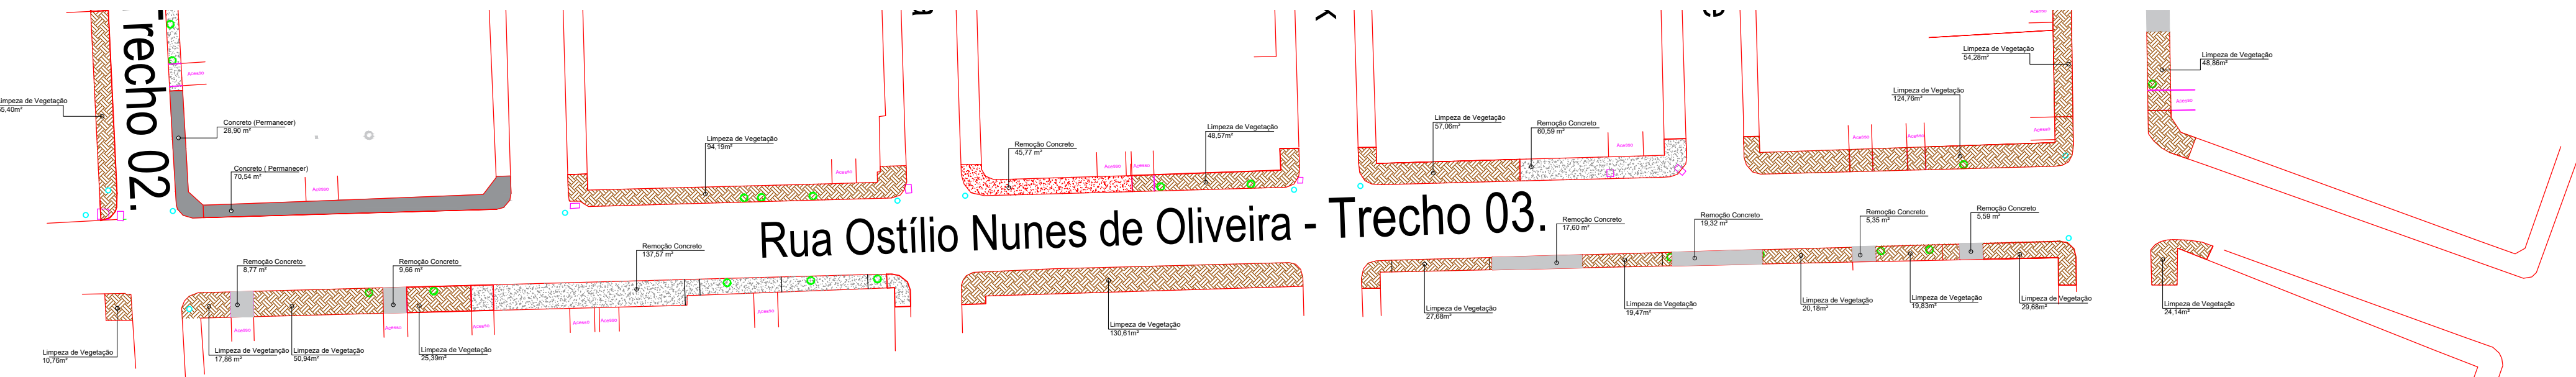 Trecho 02.
Limpeza de Vegetação
Acesso
Concreto (Permanecer)
28,90 m²
Concreto ( Permanecer)
70,54 m²
Acesso
Limpeza de Vegetação
94,19m²
Acesso
Remoção Concreto
45,77 m²
Acesso
Acesso
Limpeza de Vegetação
48,57m²
Limpeza de Vegetação
57,06m²
Remoção Concreto
60,59 m²
Acesso
Limpeza de Vegetação
124,76m²
Acesso
Acesso
Acesso
Limpeza de Vegetação
54,28m²
Acesso
Limpeza de Vegetação
48,86m²
Acesso
Rua Ostílio Nunes de Oliveira - Trecho 03.
Remoção Concreto
8,77 m²
Remoção Concreto
9,66 m²
Remoção Concreto
137,57 m²
Remoção Concreto
17,60 m²
Remoção Concreto
19,32 m²
Remoção Concreto
5,35 m²
Remoção Concreto
5,59 m²
Acesso
Acesso
Acesso
Acesso
Acesso
Acesso
Limpeza de Vegetação
10,76m²
Limpeza de Vegetanção
17,86 m²
Limpeza de Vegetação
50,94m²
Limpeza de Vegetação
25,39m²
Limpeza de Vegetação
130,61m²
Limpeza de Vegetação
27,68m²
Limpeza de Vegetação
19,47m²
Limpeza de Vegetação
20,18m²
Limpeza de Vegetação
19,83m²
Limpeza de Vegetação
29,68m²
Limpeza de Vegetação
24,14m²